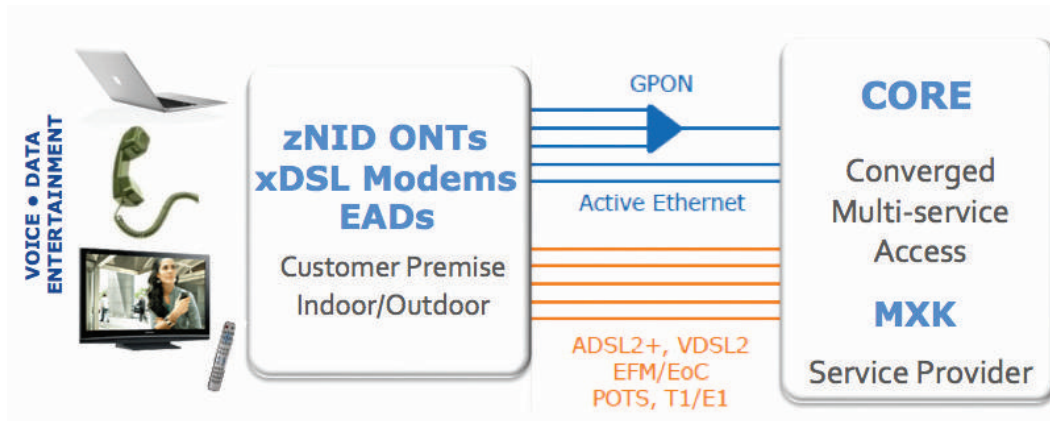 VOICE • DATA
ENTERTAINMENT
zNID ONTs
xDSL Modems
EADs
Customer Premise
Indoor/Outdoor
GPON
Active Ethernet
ADSL2+, VDSL2
EFM/EoC
POTS, T1/E1
CORE
Converged
Multi-service
Access
MXK
Service Provider